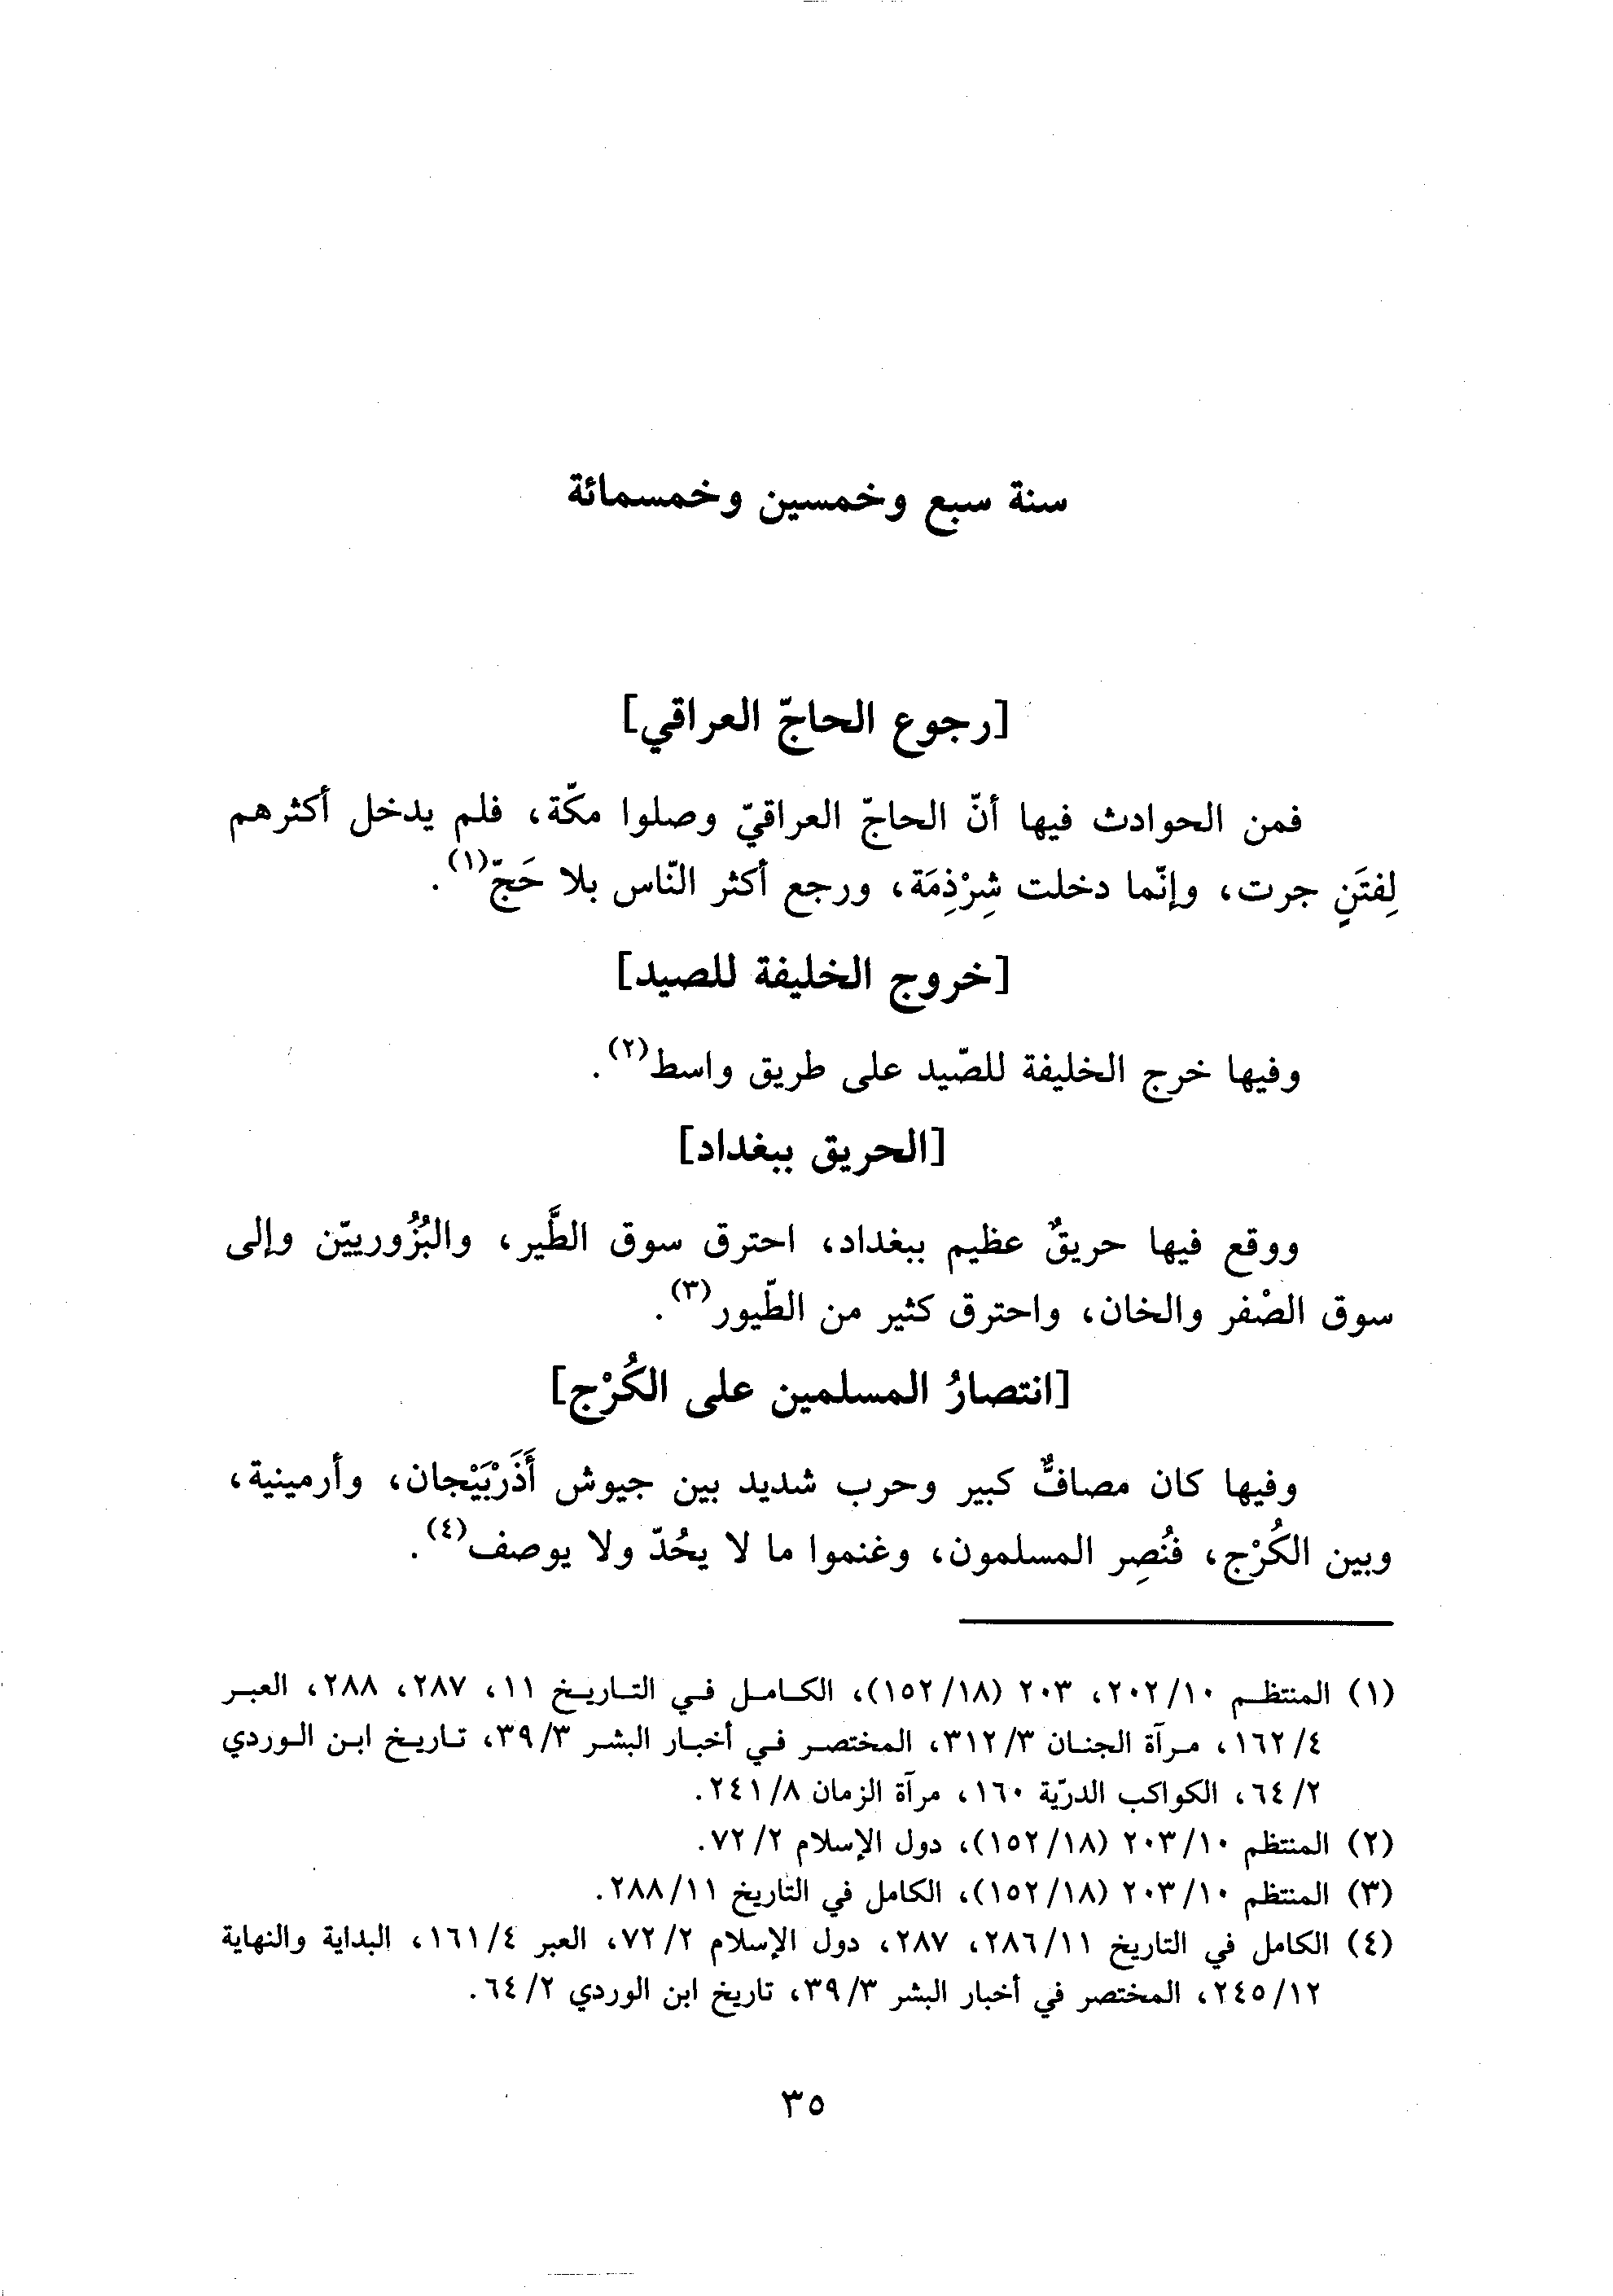 سنة سبع وخمسين وخمسمائة
[رجوع الحاجّ العراقي]
فمن الحوادث فيها أنّ الحاجّ العراقيّ وصلوا مكّة، فلم يدخل أكثرهم
لِفتَنٍ جرت، وإنّما دخلت شِرْذِمَة، ورجع أكثر النّاس بلا حَجّ(١).
[خروج الخليفة للصيد]
وفيها خرج الخليفة للصّيد على طريق واسط(٢).
[الحريق ببغداد]
ووقع فيها حريقٌ عظيم ببغداد، احترق سوق الطَّير، والبُزُوريّين وإلى
سوق الصْفر والخان، واحترق كثير من الطّيور(٣).
[انتصارُ المسلمين على الكُرْج]
وفيها كان مصافٌّ كبير وحرب شديد بين جيوش أَذَرْبَيْجان، وأرمينية،
وبين الكُرْج، فنُصِر المسلمون، وغنموا ما لا يحُدّ ولا يوصف(٤).
(١) المنتظم ٢٠٢/١٠، ٢٠٣ (١٥٢/١٨)، الكامل في التاريخ ١١، ٢٨٧، ٢٨٨، العبر
١٦٢/٤، مرآة الجنان ٣١٢/٣، المختصر في أخبار البشر ٣٩/٣، تاريخ ابن الوردي
٦٤/٢، الكواكب الدرّية ١٦٠، مرآة الزمان ٢٤١/٨.
(٢) المنتظم ٢٠٣/١٠ (١٥٢/١٨)، دول الإسلام ٧٢/٢.
(٣) المنتظم ٢٠٣/١٠ (١٥٢/١٨)، الكامل في التاريخ ٢٨٨/١١.
(٤) الكامل في التاريخ ٢٨٦/١١، ٢٨٧، دول الإسلام ٧٢/٢، العبر ١٦١/٤، البداية والنهاية
٢٤٥/١٢، المختصر في أخبار البشر ٣٩/٣، تاريخ ابن الوردي ٦٤/٢.
٣٥